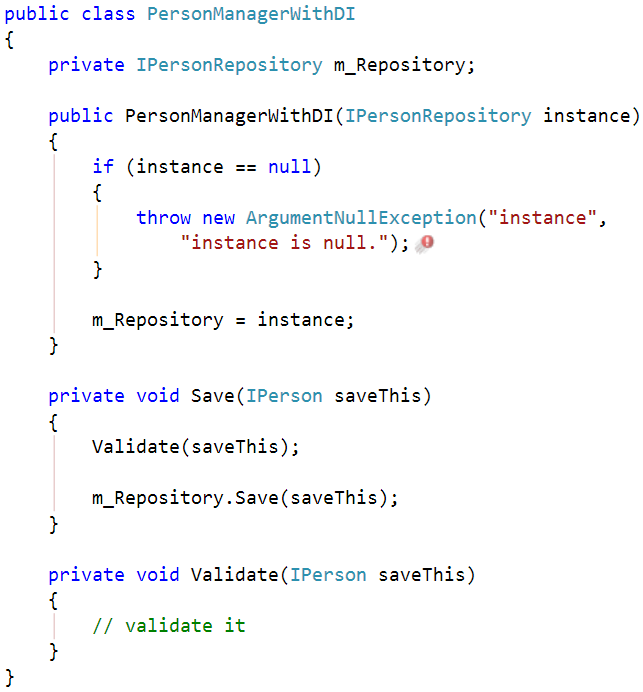 public class PersonManagerWithDI
{
    private IPersonRepository m_Repository;

    public PersonManagerWithDI(IPersonRepository instance)
    {
        if (instance == null)
        {
            throw new ArgumentNullException("instance",
                "instance is null.");
        }

        m_Repository = instance;
    }

    private void Save(IPerson saveThis)
    {
        Validate(saveThis);

        m_Repository.Save(saveThis);
    }

    private void Validate(IPerson saveThis)
    {
        // validate it
    }
}